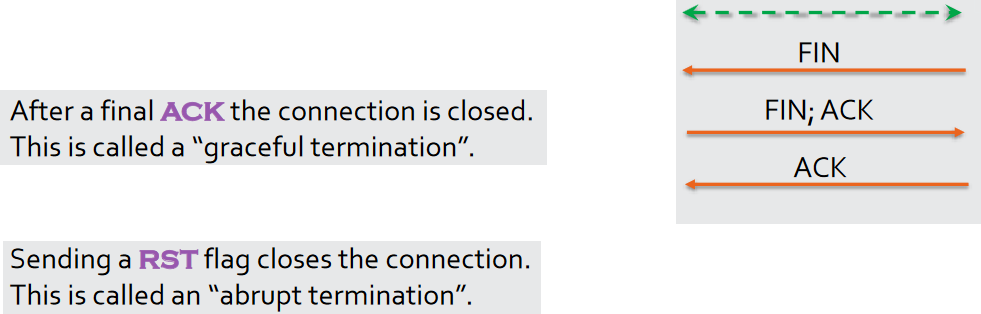 FIN
After a final ACK the connection is closed.
This is called a “graceful termination”.
FIN; ACK
ACK
Sending a RST flag closes the connection.
This is called an “abrupt termination”.